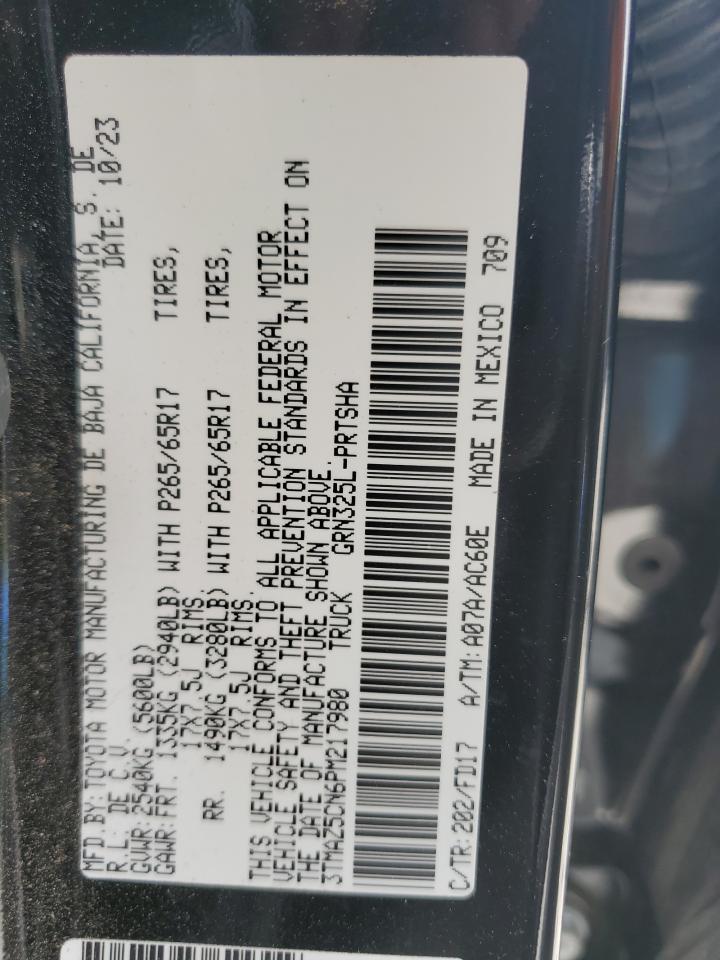 MFD. BY: TOYOTA MOTOR MANUFACTURING DE BAJA CALIFORNIA, S. DE
R.L. DE C.V. DATE: 10/23
GVWR: 2540KG (5600LB)
GAWR: FRT. 1335KG (2940LB) WITH P265/65R17 TIRES,
17X7.5J RIMS.
RR. 1490KG (3280LB) WITH P265/65R17 TIRES,
17X7.5J RIMS.
THIS VEHICLE CONFORMS TO ALL APPLICABLE FEDERAL MOTOR
VEHICLE SAFETY AND THEFT PREVENTION STANDARDS IN EFFECT ON
THE DATE OF MANUFACTURE SHOWN ABOVE.
3TMAZ5CN6PM217980 TRUCK GRN325L-PRTSHA
C/TR: 202/FD17 A/TM: A07A/AC60E MADE IN MEXICO 709